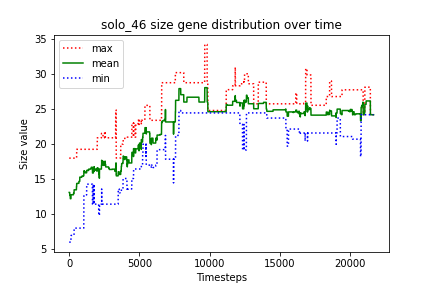 solo_46 size gene distribution over time
max
mean
min
Size value
35
30
25
20
15
10
5
0
5000
10000
15000
20000
Timesteps